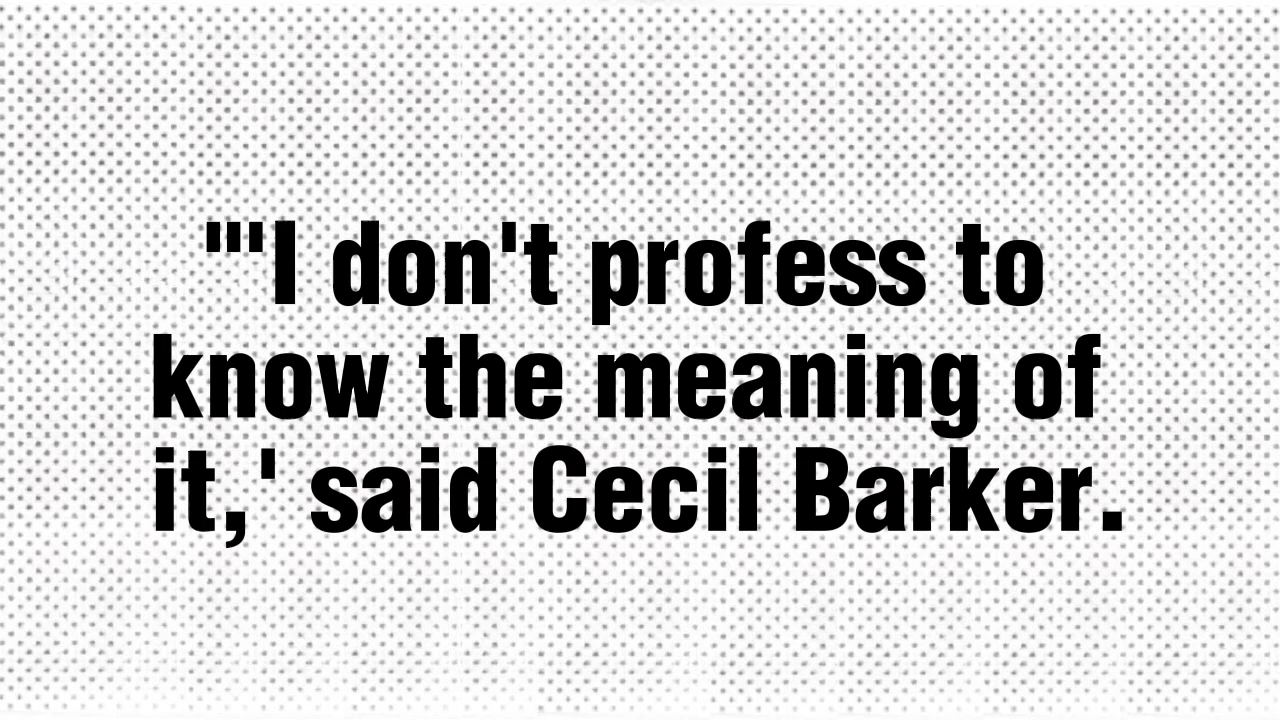 "'I don't profess to
know the meaning of
it,' said Cecil Barker.